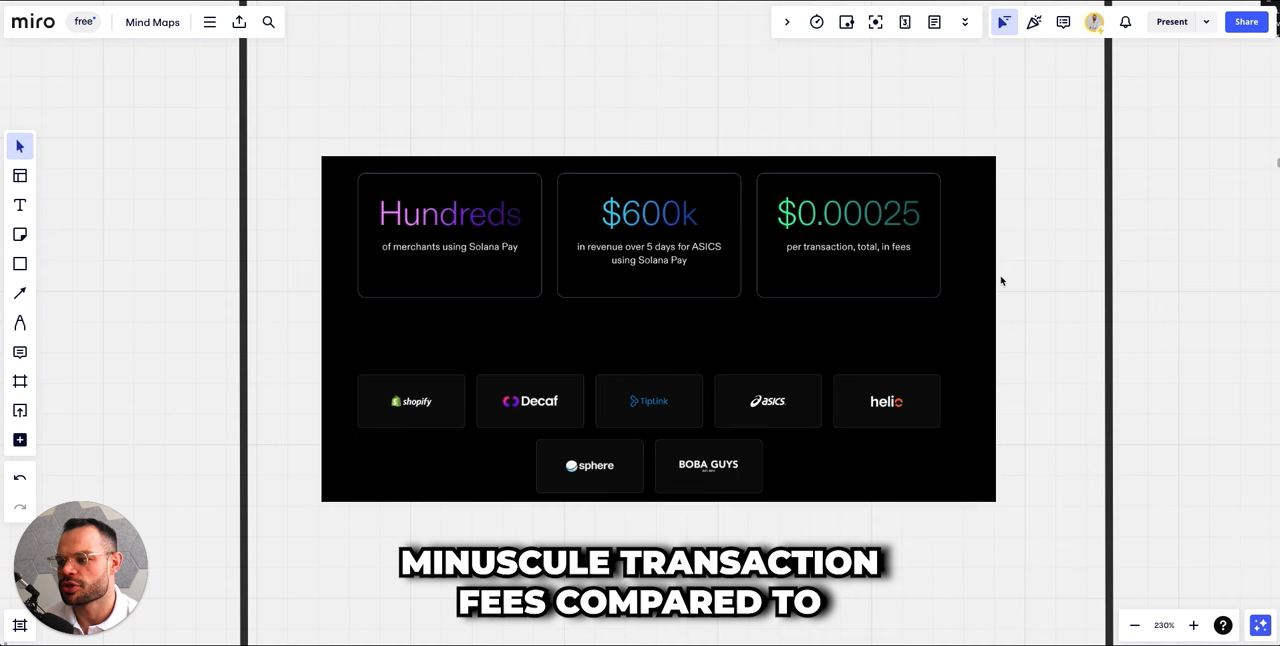 miro free Mind Maps
3
Present
Share
Hundreds
of merchants using Solana Pay
$600k
in revenue over 5 days for ASICS
using Solana Pay
$0.00025
per transaction, total, in fees
shopify
Decaf
TipLink
asics
helio
sphere
BOBA GUYS
MINUSCULE TRANSACTION
FEES COMPARED TO
230%
?